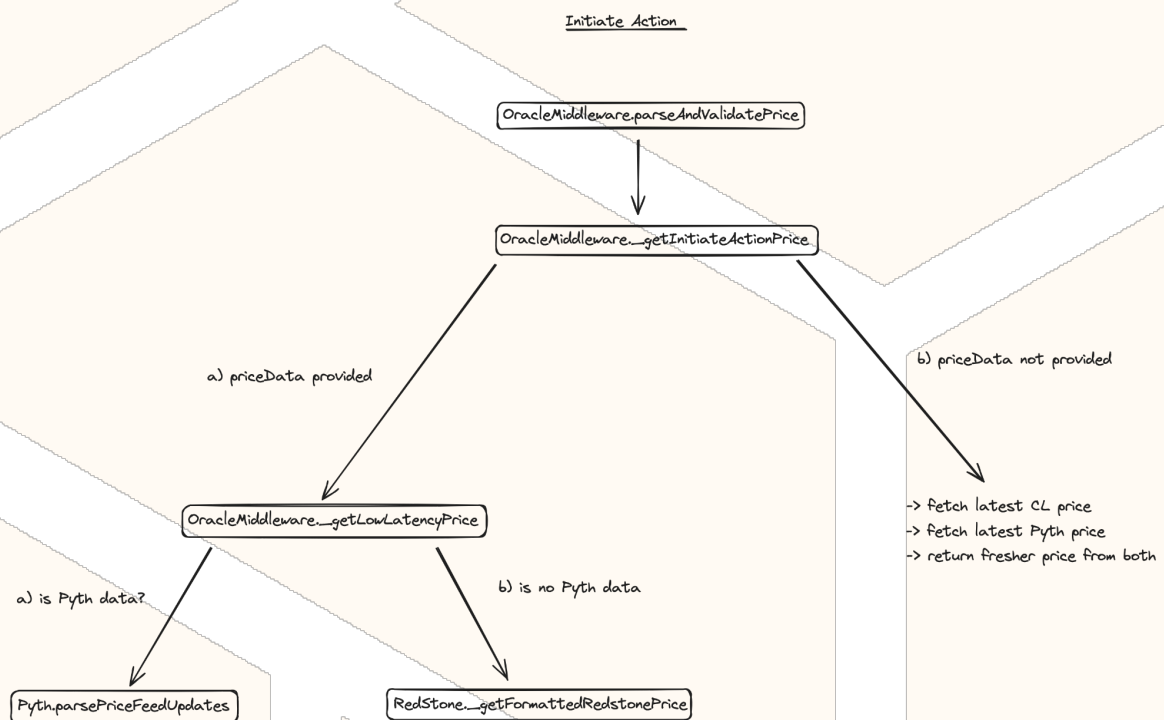 Initiate Action
OracleMiddleware.parseAndValidatePrice
OracleMiddleware._getInitiateActionPrice
b) priceData not provided
a) priceData provided
-> fetch latest CL price
-> fetch latest Pyth price
-> return fresher price from both
OracleMiddleware._getLowLatencyPrice
a) is Pyth data?
b) is no Pyth data
Pyth.parsePriceFeedUpdates
RedStone._getFormattedRedstonePrice